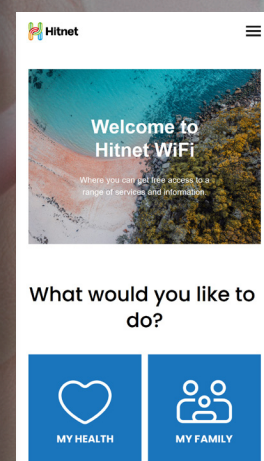 Hitnet
Welcome to
Hitnet WiFi
Where you can get free access to a
range of services and information.
What would you like to
do?
MY HEALTH
MY FAMILY